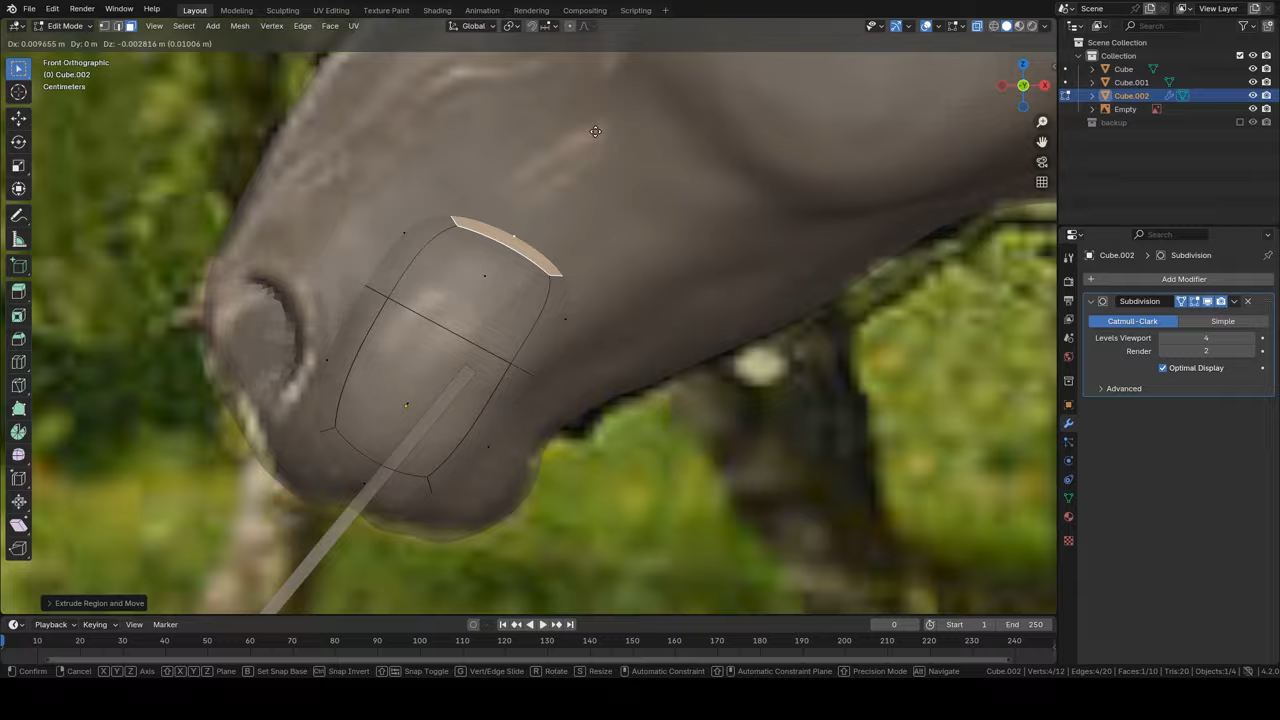 File Edit Render Window Help Layout Modeling Sculpting UV Editing Texture Paint Shading Animation Rendering Compositing Scripting + Scene View Layer
Edit Mode View Select Add Mesh Vertex Edge Face UV Global Search
Dx: 0.009655 m Dy: 0 m Dz: -0.002816 m (0.01006 m)
Scene Collection
Collection
Cube
Cube.001
Cube.002
Empty
backup
Front Orthographic
(0) Cube.002
Centimeters
Z
Y
X
Search
Cube.002 > Subdivision
+ Add Modifier
Subdivision
Catmull-Clark Simple
Levels Viewport 4
Render 2
Optimal Display
Advanced
Extrude Region and Move
Playback Keying View Marker 0 Start 1 End 250
10 20 30 40 50 60 70 80 90 100 110 120 130 140 150 160 170 180 190 200 210 220 230 240
Confirm Cancel X Y Z Axis X Y Z Plane B Set Snap Base Ctrl Snap Invert Snap Toggle G Vert/Edge Slide R Rotate S Resize Automatic Constraint Automatic Constraint Plane Precision Mode Alt Navigate Cube.002 | Verts:4/12 | Edges:4/20 | Faces:1/10 | Tris:20 | Objects:1/4 4.2.0